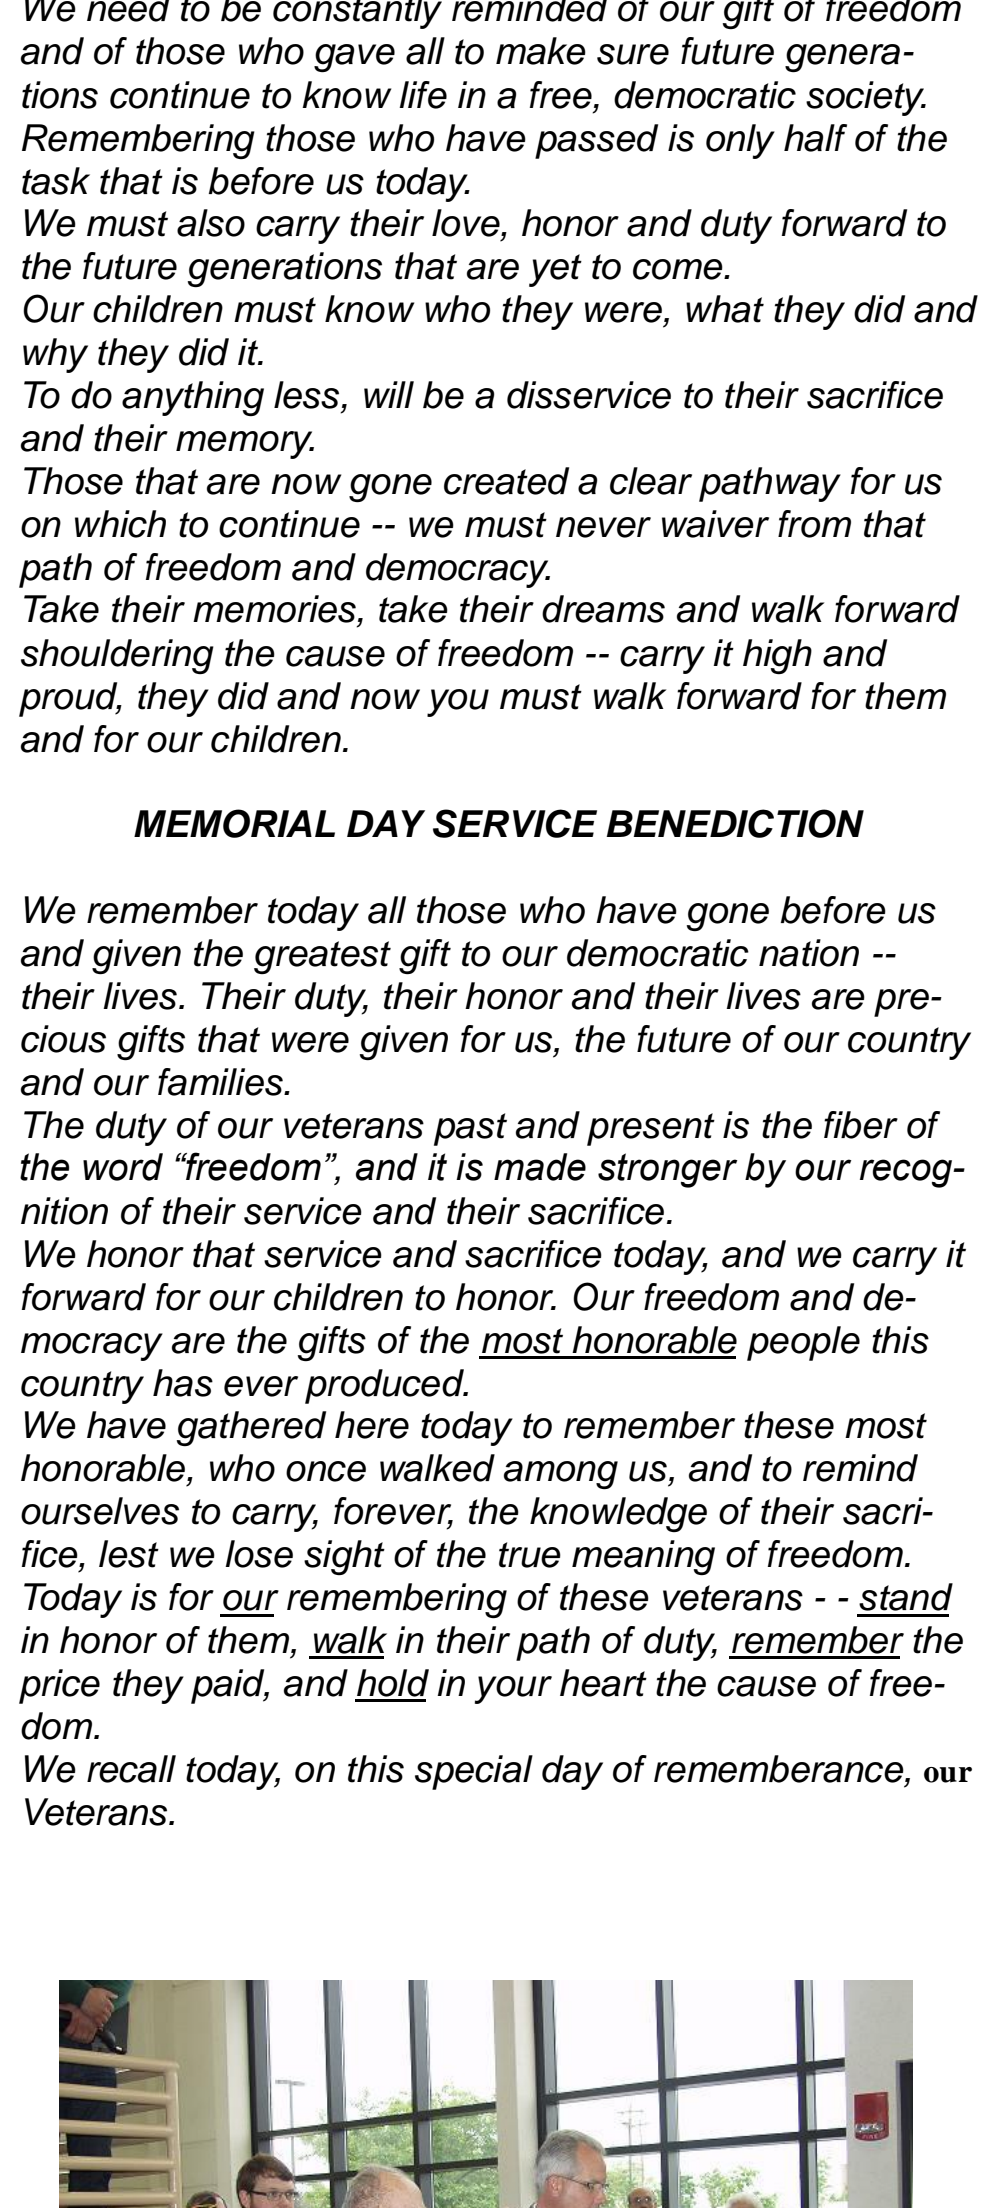 We need to be constantly reminded of our gift of freedom
and of those who gave all to make sure future genera-
tions continue to know life in a free, democratic society.
Remembering those who have passed is only half of the
task that is before us today.
We must also carry their love, honor and duty forward to
the future generations that are yet to come.
Our children must know who they were, what they did and
why they did it.
To do anything less, will be a disservice to their sacrifice
and their memory.
Those that are now gone created a clear pathway for us
on which to continue -- we must never waiver from that
path of freedom and democracy.
Take their memories, take their dreams and walk forward
shouldering the cause of freedom -- carry it high and
proud, they did and now you must walk forward for them
and for our children.
MEMORIAL DAY SERVICE BENEDICTION
We remember today all those who have gone before us
and given the greatest gift to our democratic nation --
their lives. Their duty, their honor and their lives are pre-
cious gifts that were given for us, the future of our country
and our families.
The duty of our veterans past and present is the fiber of
the word “freedom”, and it is made stronger by our recog-
nition of their service and their sacrifice.
We honor that service and sacrifice today, and we carry it
forward for our children to honor. Our freedom and de-
mocracy are the gifts of the most honorable people this
country has ever produced.
We have gathered here today to remember these most
honorable, who once walked among us, and to remind
ourselves to carry, forever, the knowledge of their sacri-
fice, lest we lose sight of the true meaning of freedom.
Today is for our remembering of these veterans - - stand
in honor of them, walk in their path of duty, remember the
price they paid, and hold in your heart the cause of free-
dom.
We recall today, on this special day of rememberance, our
Veterans.
FIRE